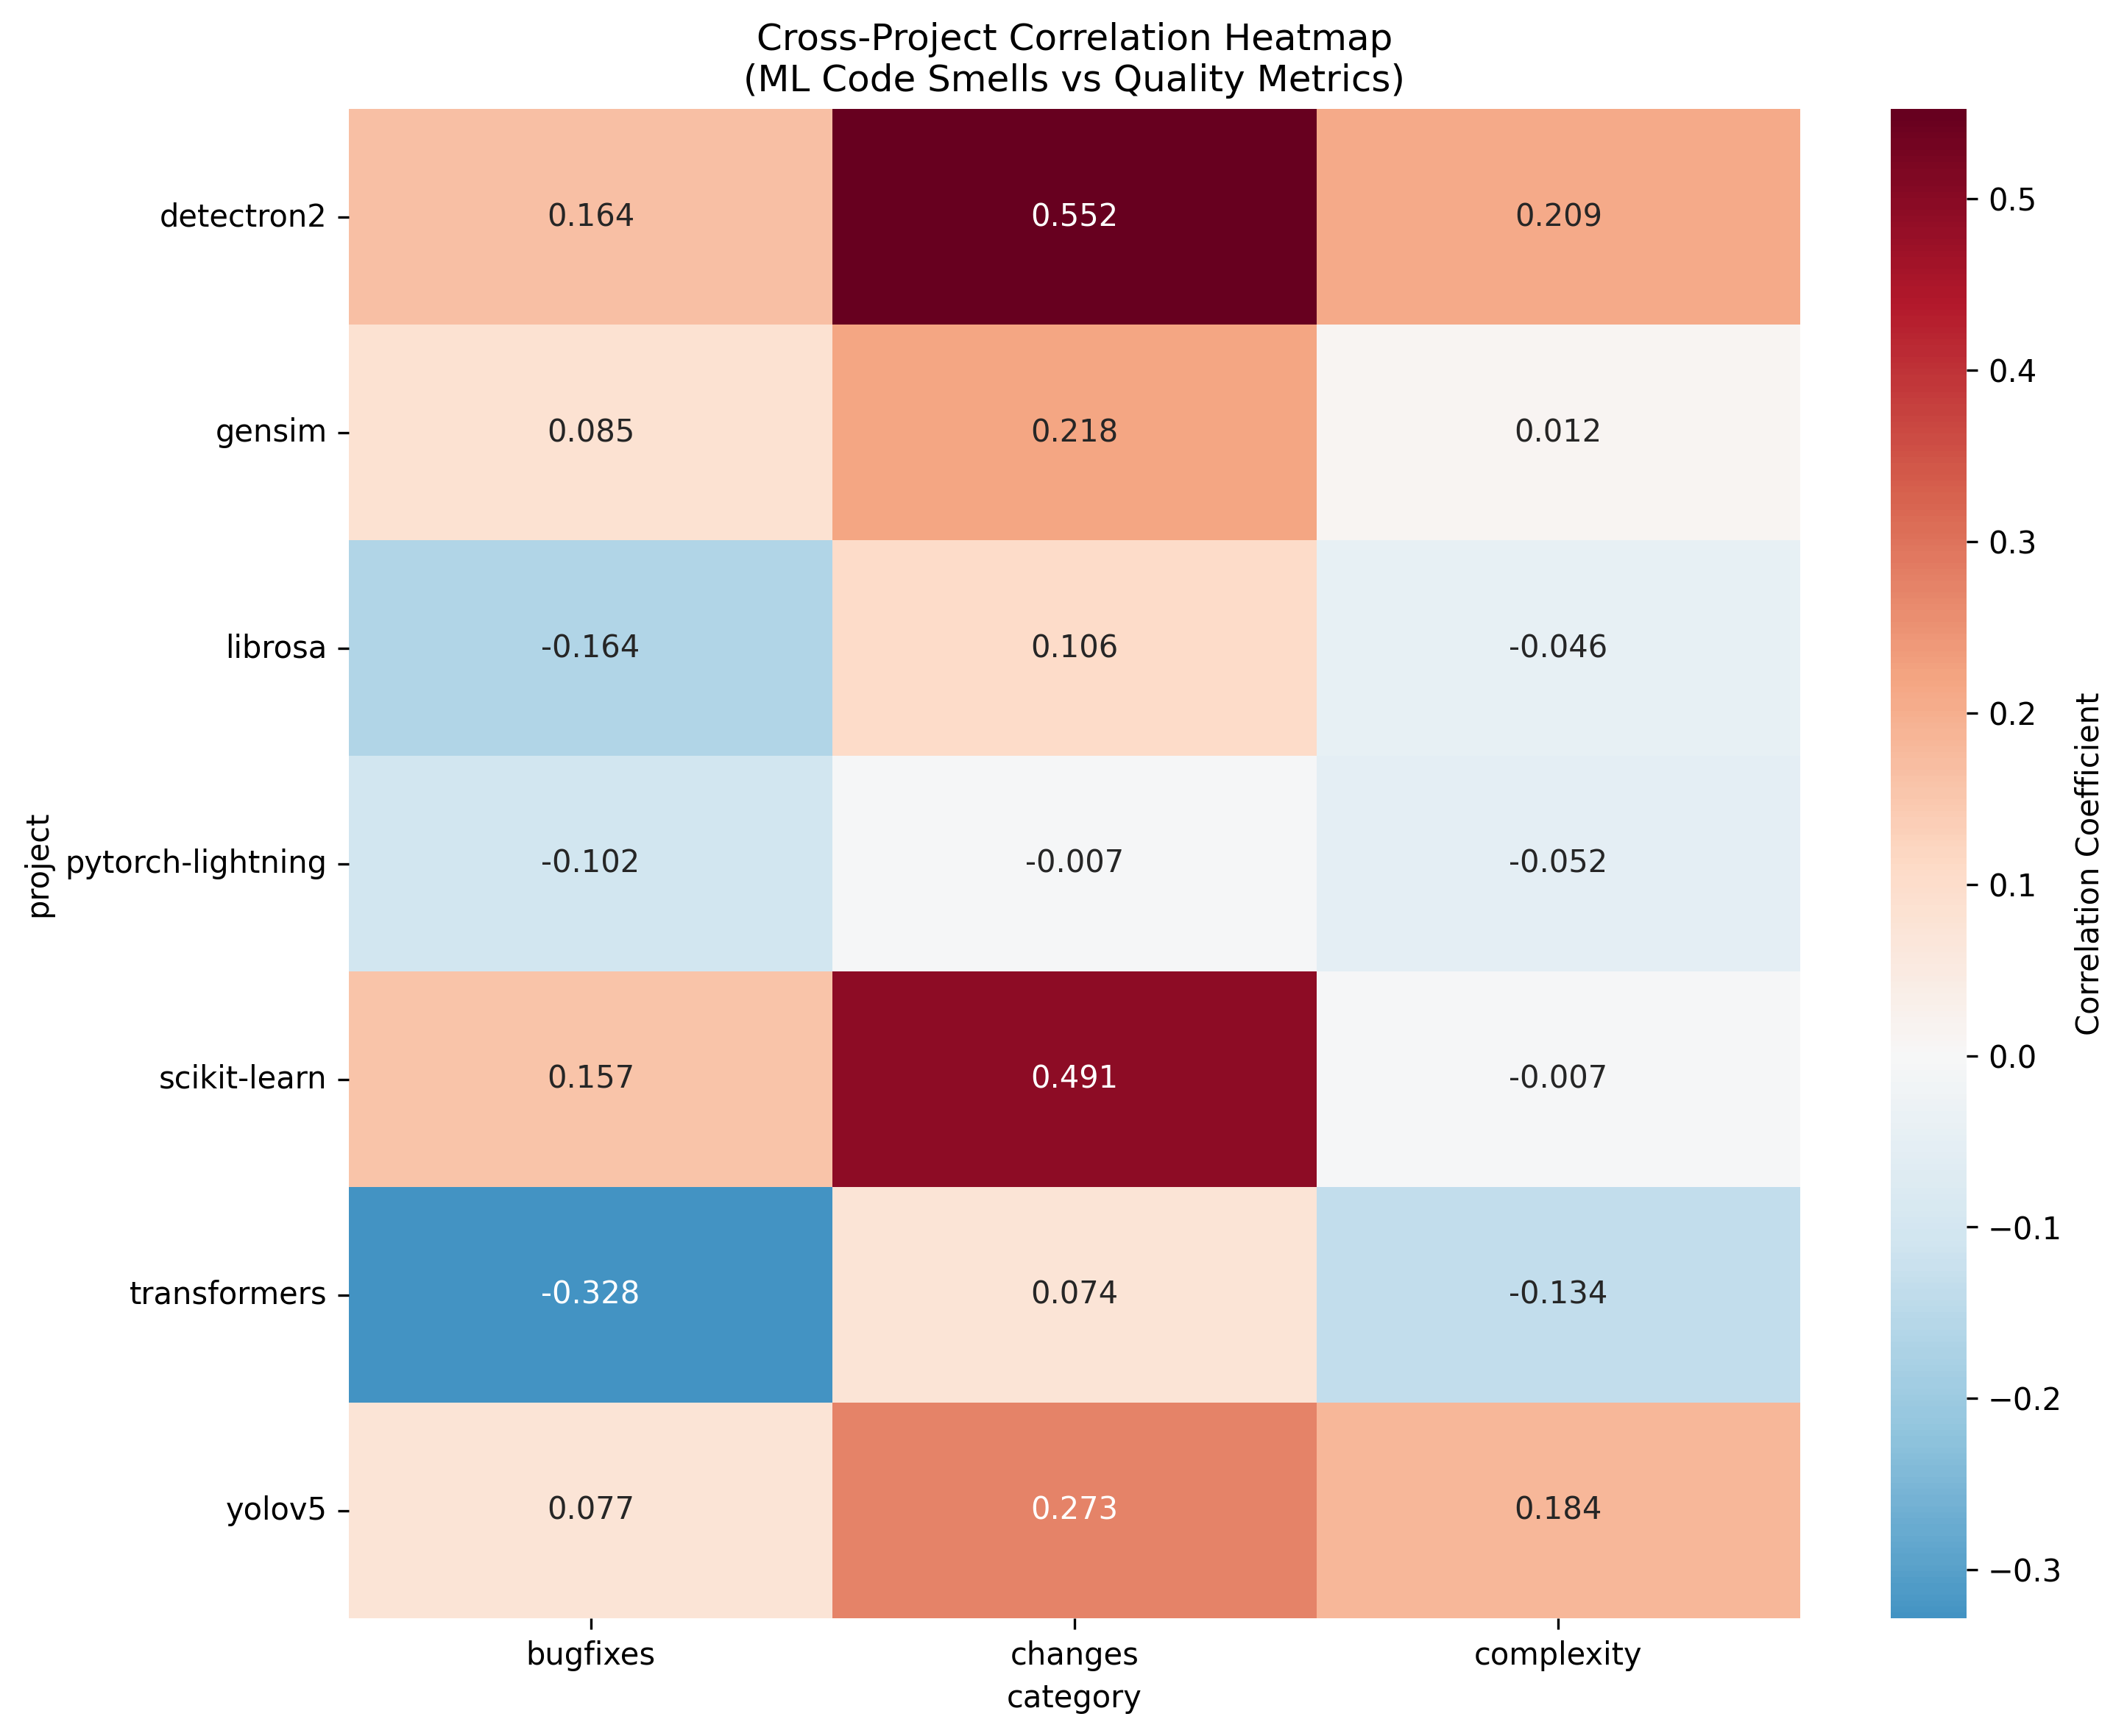 Cross-Project Correlation Heatmap
(ML Code Smells vs Quality Metrics)
project
detectron2 0.164 0.552 0.209
gensim 0.085 0.218 0.012
librosa -0.164 0.106 -0.046
pytorch-lightning -0.102 -0.007 -0.052
scikit-learn 0.157 0.491 -0.007
transformers -0.328 0.074 -0.134
yolov5 0.077 0.273 0.184
bugfixes changes complexity
category
0.5
0.4
0.3
0.2
0.1
0.0
−0.1
−0.2
−0.3
Correlation Coefficient